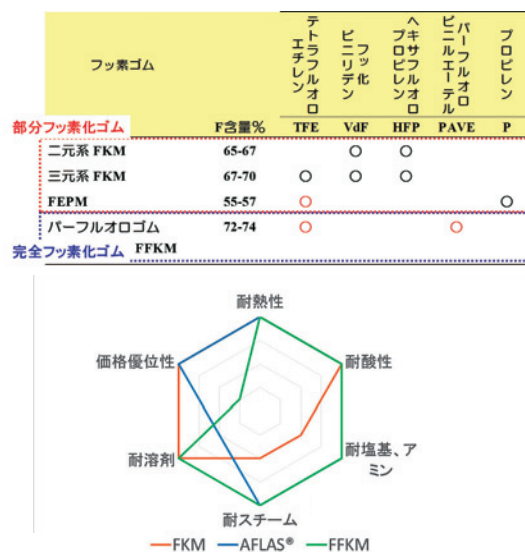 フッ素ゴム
テトラフルオロ
エチレン
フッ化
ビニリデン
ヘキサフルオロ
プロピレン
パーフルオロ
ビニルエーテル
プロピレン
部分フッ素化ゴム F含量% TFE VdF HFP PAVE P
二元系 FKM 65-67 ○ ○
三元系 FKM 67-70 ○ ○ ○
FEPM 55-57 ○ ○
パーフルオロゴム 72-74 ○ ○
完全フッ素化ゴム FFKM
耐熱性
価格優位性
耐酸性
耐溶剤
耐塩基、ア
ミン
耐スチーム
FKM AFLAS® FFKM